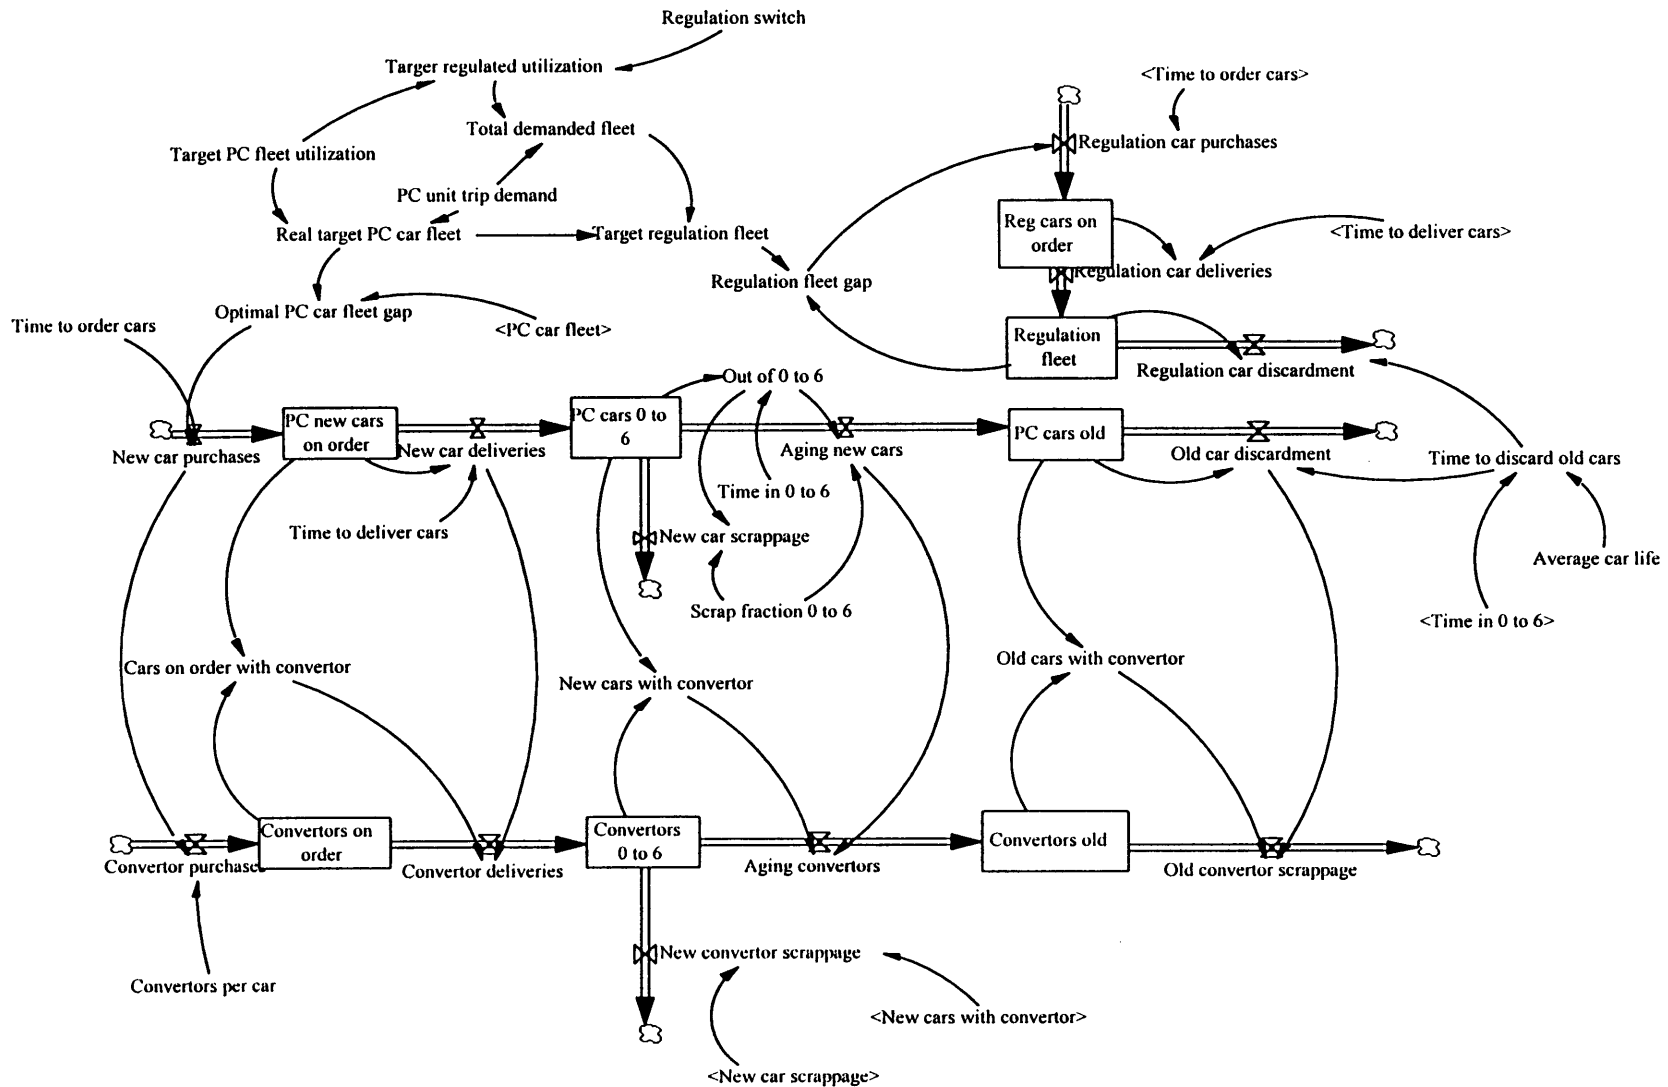 Regulation switch
Targer regulated utilization
<Time to order cars>
Total demanded fleet
Regulation car purchases
Target PC fleet utilization
PC unit trip demand
Reg cars on
order
Real target PC car fleet
Target regulation fleet
<Time to deliver cars>
Regulation car deliveries
Regulation fleet gap
Optimal PC car fleet gap
Time to order cars
<PC car fleet>
Regulation
fleet
Regulation car discardment
Out of 0 to 6
PC new cars
on order
PC cars 0 to
6
PC cars old
New car purchases
New car deliveries
Aging new cars
Old car discardment
Time to discard old cars
Time in 0 to 6
Time to deliver cars
New car scrappage
Average car life
Scrap fraction 0 to 6
<Time in 0 to 6>
Cars on order with convertor
New cars with convertor
Old cars with convertor
Convertors on
order
Convertors
0 to 6
Convertors old
Convertor purchases
Convertor deliveries
Aging convertors
Old convertor scrappage
New convertor scrappage
Convertors per car
<New cars with convertor>
<New car scrappage>